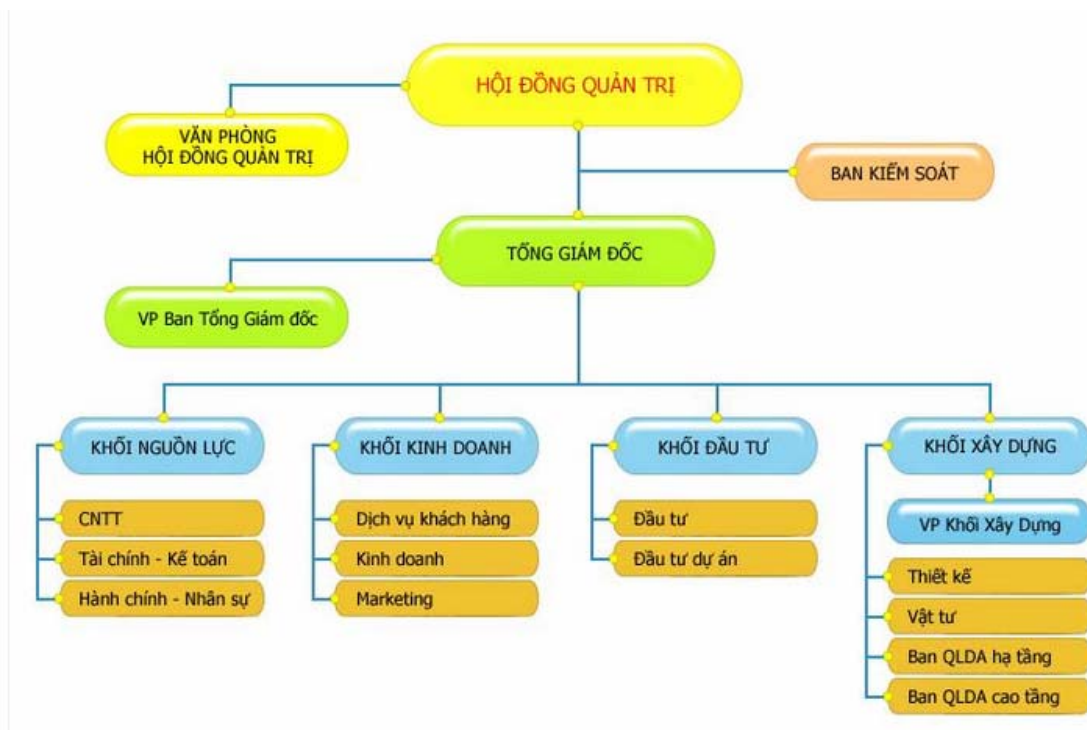 HỘI ĐỒNG QUẢN TRỊ
VĂN PHÒNG
HỘI ĐỒNG QUẢN TRỊ
BAN KIỂM SOÁT
TỔNG GIÁM ĐỐC
VP Ban Tổng Giám đốc
KHỐI NGUỒN LỰC
CNTT
Tài chính - Kế toán
Hành chính - Nhân sự
KHỐI KINH DOANH
Dịch vụ khách hàng
Kinh doanh
Marketing
KHỐI ĐẦU TƯ
Đầu tư
Đầu tư dự án
KHỐI XÂY DỰNG
VP Khối Xây Dựng
Thiết kế
Vật tư
Ban QLDA hạ tầng
Ban QLDA cao tầng